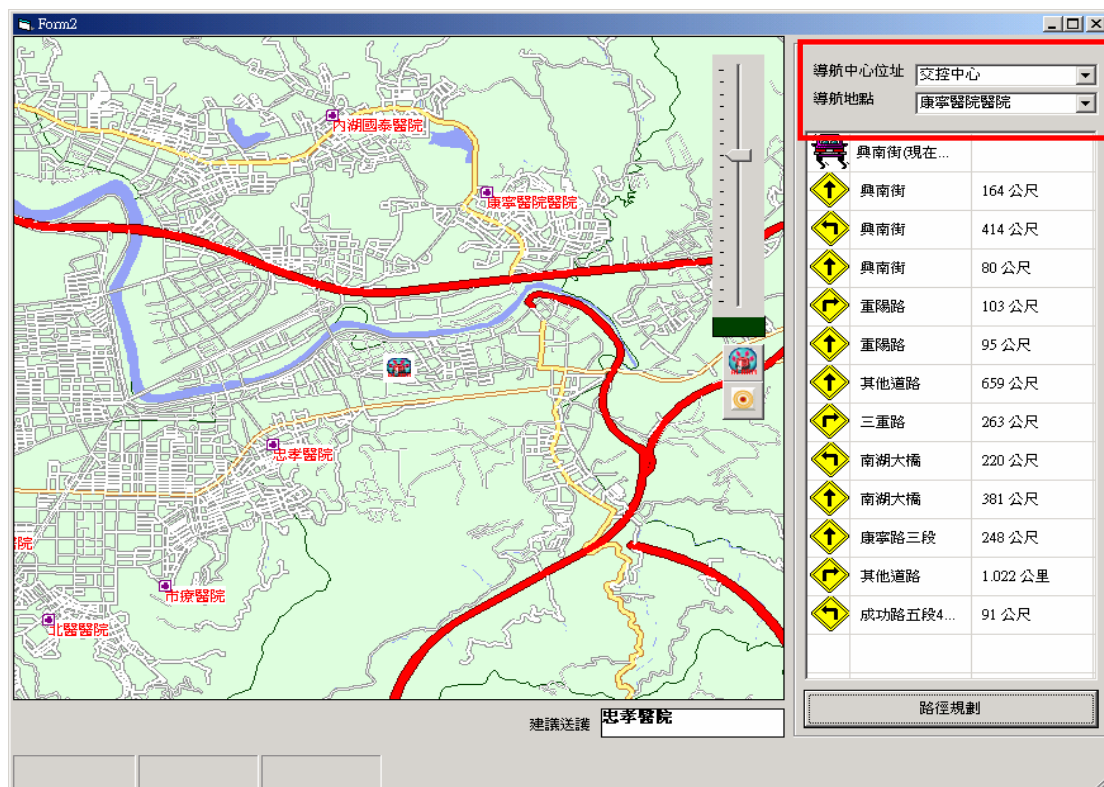 Form2
內湖國泰醫院
康寧醫院醫院
忠孝醫院
醫院
市療醫院
北醫醫院
建議送護 忠孝醫院
導航中心位址 交控中心
導航地點 康寧醫院醫院
興南街(現在...
興南街 164 公尺
興南街 414 公尺
興南街 80 公尺
重陽路 103 公尺
重陽路 95 公尺
其他道路 659 公尺
三重路 263 公尺
南湖大橋 220 公尺
南湖大橋 381 公尺
康寧路三段 248 公尺
其他道路 1.022 公里
成功路五段4... 91 公尺
路徑規劃